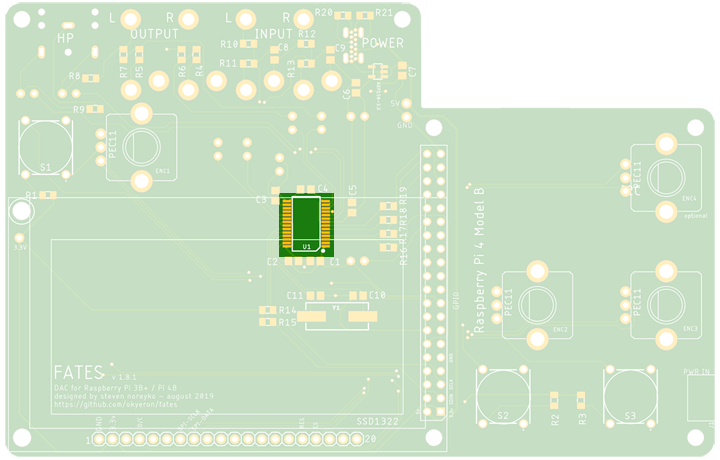 L R L R
HP
OUTPUT INPUT POWER
R20 R21
R10 R12
R11 R13
C8 C9
R7 R5 R6 R4
R8
R9
C6 C7
5V
GND
S1
PEC11
ENC1
R1
3.3V
C3 C4 C5
U1
C2 C1
R19
R18
R17
R16
C11 Y1 C10
R14
R15
GPIO
Raspberry Pi 4 Model B
PEC11
ENC4
optional
PEC11
ENC2
PEC11
ENC3
FATES
v 1.8.1
DAC for Raspberry Pi 3B+ / Pi 4B
designed by steven noreyko – august 2019
https://github.com/okyeron/fates
SSD1322
1 20
S2
R2
R3
S3
PWR IN